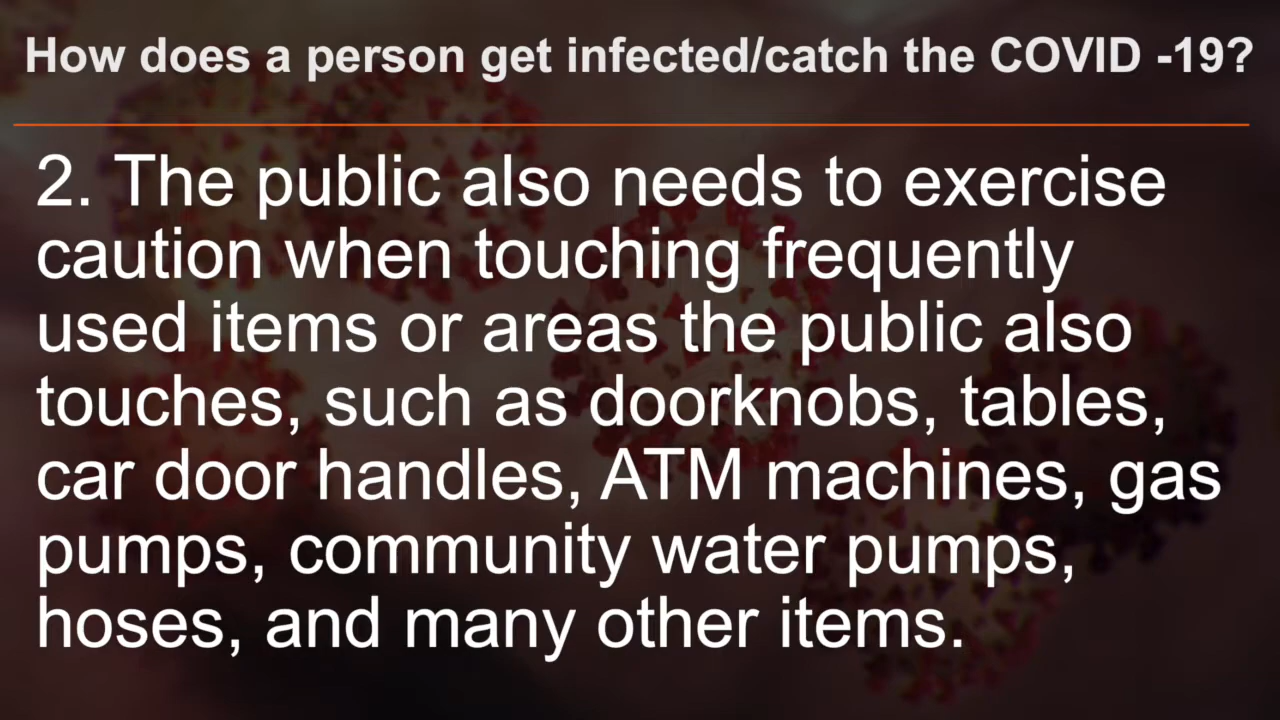 How does a person get infected/catch the COVID -19?
2. The public also needs to exercise
caution when touching frequently
used items or areas the public also
touches, such as doorknobs, tables,
car door handles, ATM machines, gas
pumps, community water pumps,
hoses, and many other items.